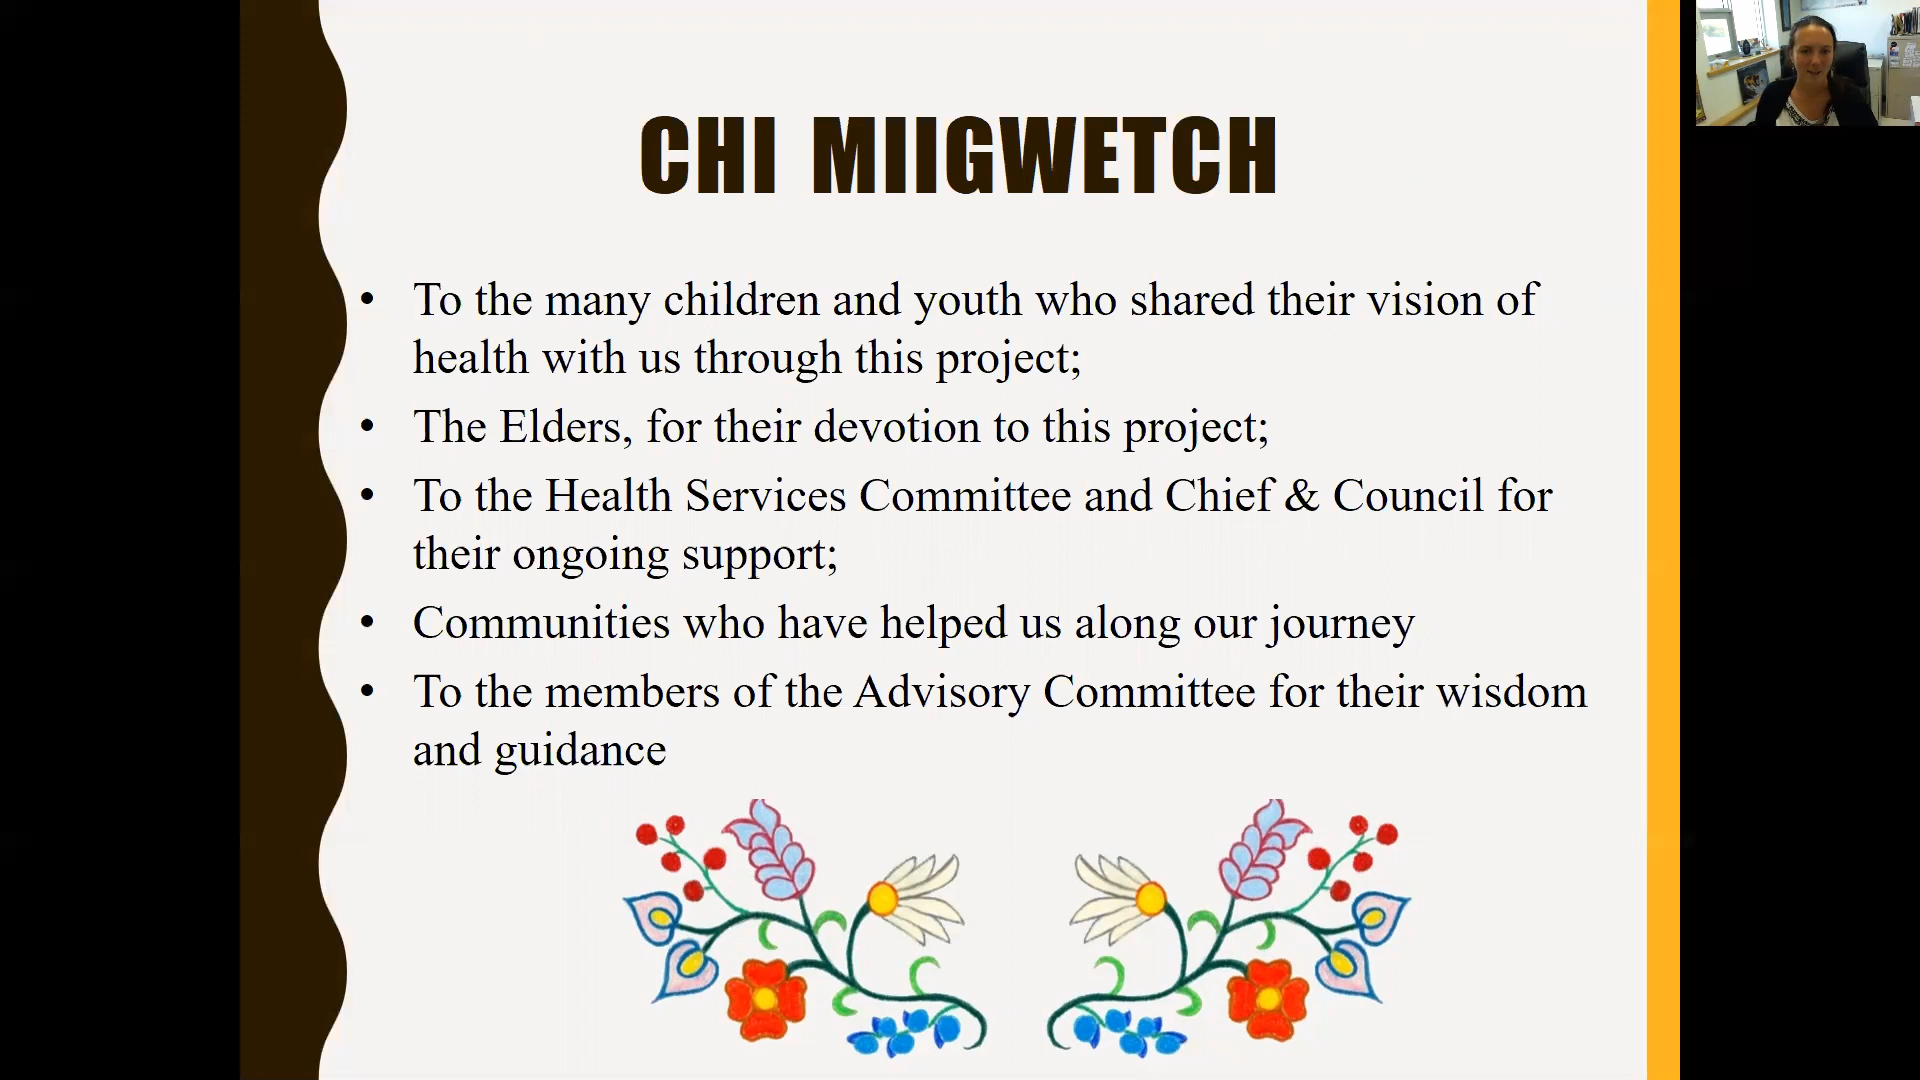 CHI MIIGWETCH
• To the many children and youth who shared their vision of
health with us through this project;
• The Elders, for their devotion to this project;
• To the Health Services Committee and Chief & Council for
their ongoing support;
• Communities who have helped us along our journey
• To the members of the Advisory Committee for their wisdom
and guidance